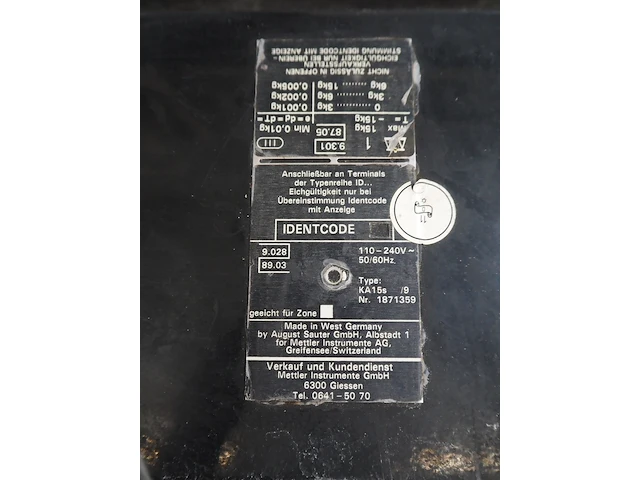 NICHT ZULÄSSIG IN OFFENEN
VERKAUFSSTELLEN
EICHGÜLTIGKEIT NUR BEI ÜBEREIN-
STIMMUNG IDENTCODE MIT ANZEIGE
0 ........ 3kg 0.001kg
3kg ........ 6kg 0.002kg
6kg ........ 15kg 0.005kg
Max 15kg Min 0.01kg
T= - 15kg e=dd=dT=
1 9.301 III
87.05
Anschließbar an Terminals
der Typenreihe ID...
Eichgültigkeit nur bei
Übereinstimmung Identcode
mit Anzeige
IDENTCODE
9.028 110-240V~
89.03 50/60Hz
Type:
KA15s /9
Nr. 1871359
geeicht für Zone
Made in West Germany
by August Sauter GmbH, Albstadt 1
for Mettler Instrumente AG,
Greifensee/Switzerland
Verkauf und Kundendienst
Mettler Instrumente GmbH
6300 Giessen
Tel. 0641-50 70